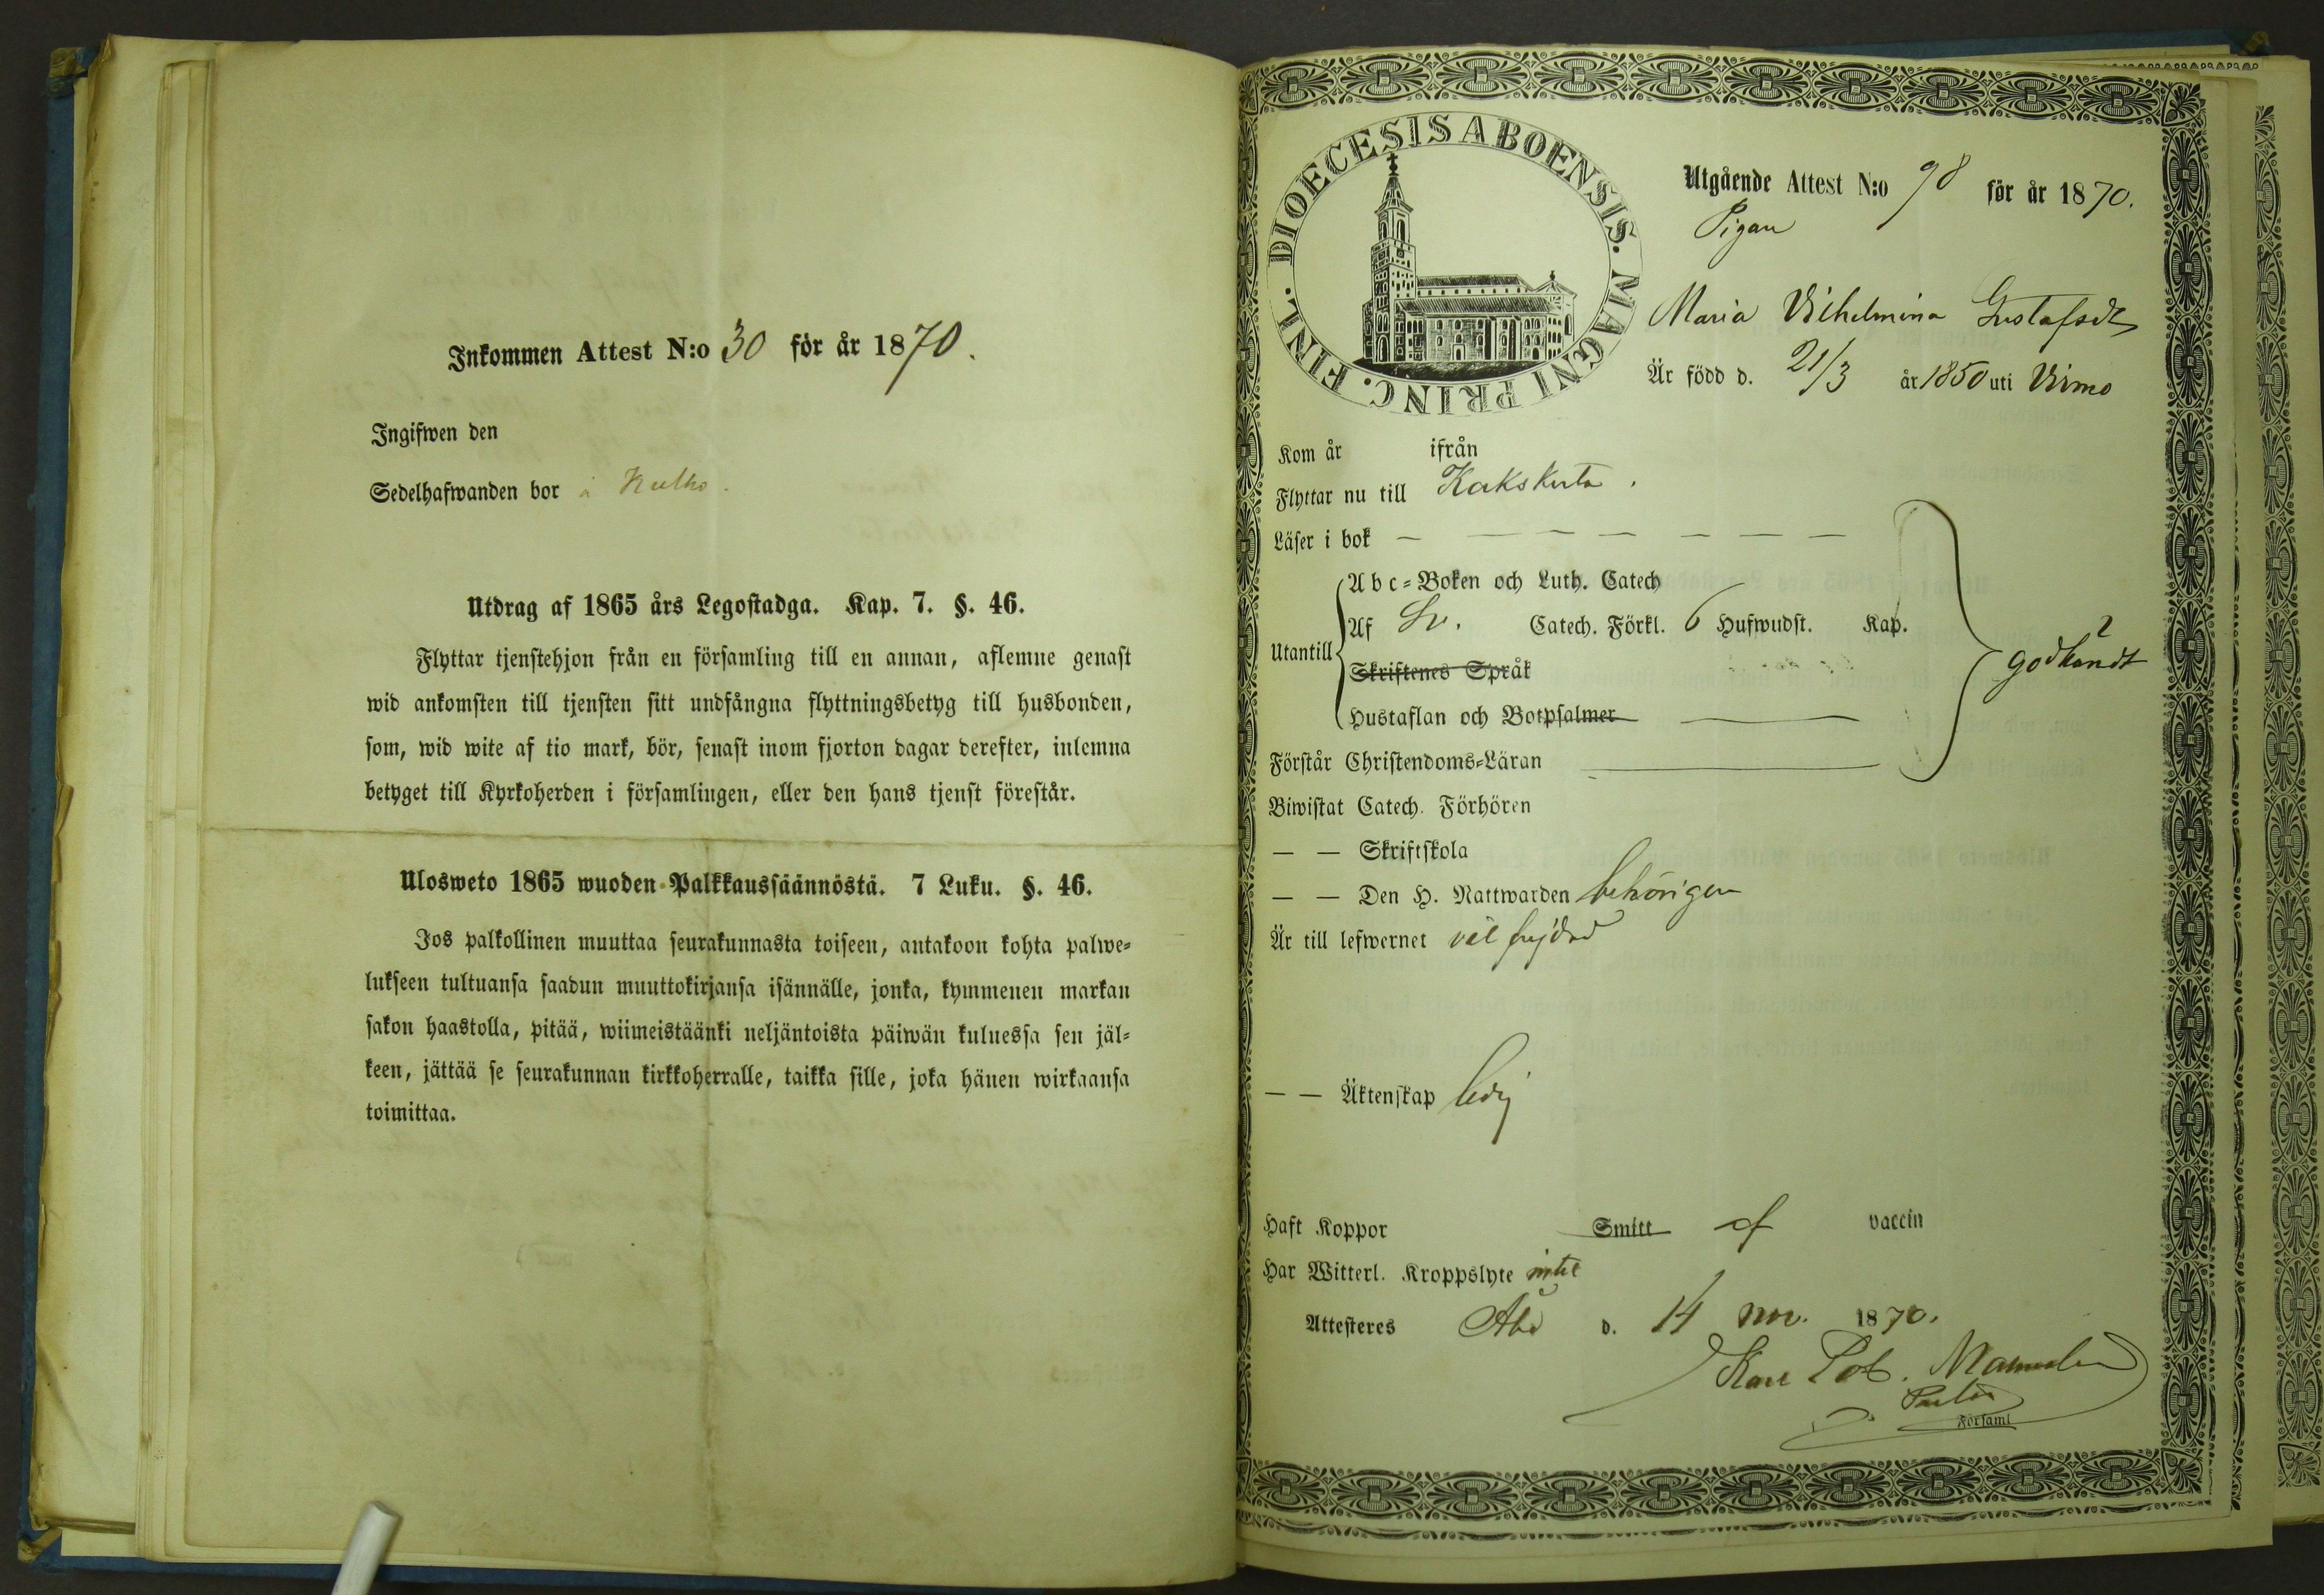 Inkommen Attest N:o 30 för år 1870.
Ingifwen den
Sedelhafwanden bor å Kulho.
Utdrag af 1865 års Legostadga. Kap. 7. §. 46.
Flyttar tjenstehjon från en församling till en annan, aflemne genast
wid ankomsten till tjensten sitt undfångna flyttningsbetyg till husbonden,
som, wid wite af tio mark, bör, senast inom fjorton dagar derefter, inlemna
betyget till Kyrkoherden i församlingen, eller den hans tjenst förestår.
Ulosweto 1865 wuoden Palkkaussäännöstä. 7 Luku. §. 46.
Jos palkollinen muuttaa seurakunnasta toiseen, antakoon kohta palwe=
lukseen tultuansa saadun muuttokirjansa isännälle, jonka, kymmenen markan
sakon haastolla, pitää, wiimeistäänki neljäntoista päiwän kuluessa sen jäl=
keen, jättää se seurakunnan kirkkoherralle, taikka sille, joka hänen wirkaansa
toimittaa.
DIOECESIS ABOENSIS. MAGNI PRINC. FINL.
Utgående Attest N:o 98 för år 1870.
Pigan
Maria Vilhelmina Gustafsdr
Är född d. 21/3 år 1850 uti Virmo
Kom år ifrån
Flyttar nu till Kakskerta.
Läser i bok — — — — — — —
Abc=Boken och Luth. Catech
Utantill Af Sv. Catech. Förkl. 6 Hufwudst. Kap.
godkändt
Skriftenes Språk
Hustaflan och Botpsalmer
Förstår Christendoms=Läran
Biwistat Catech. Förhören
— — Skriftskola
— — Den H. Nattwarden behörigen
Är till lefwernet välfrejdad
— — Äktenskap ledig
Haft Koppor Smitt af vaccin
Har Witterl. Kroppslyte intet
Attesteres Åbo d. 14 nov. 1870.
Karl Rob. Malmström
Församl